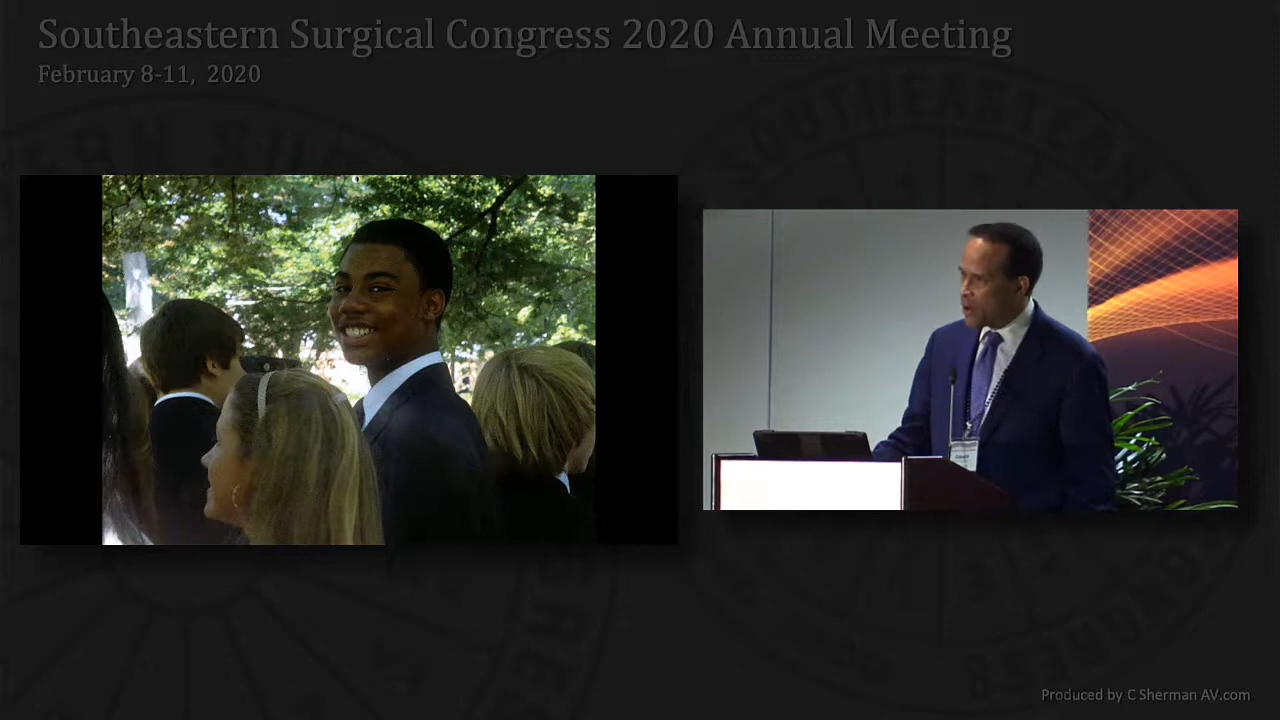 Southeastern Surgical Congress 2020 Annual Meeting
February 8-11, 2020
Produced by C Sherman AV.com